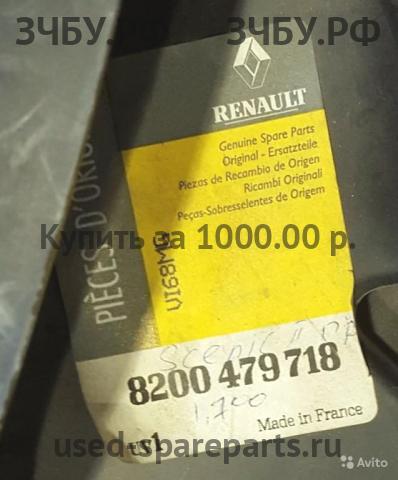 ЗЧБУ.РФ ЗЧБУ.РФ
RENAULT
Genuine Spare Parts
Original - Ersatzteile
Piezas de Recambio de Origen
Ricambi Originali
Peças-Sobresselentes de Origem
PIÈCES D'ORIG
VI68MB
Купить за 1000.00 р.
SCENIC II
8200 479 718
1,700
Made in France
used-spareparts.ru
Avito